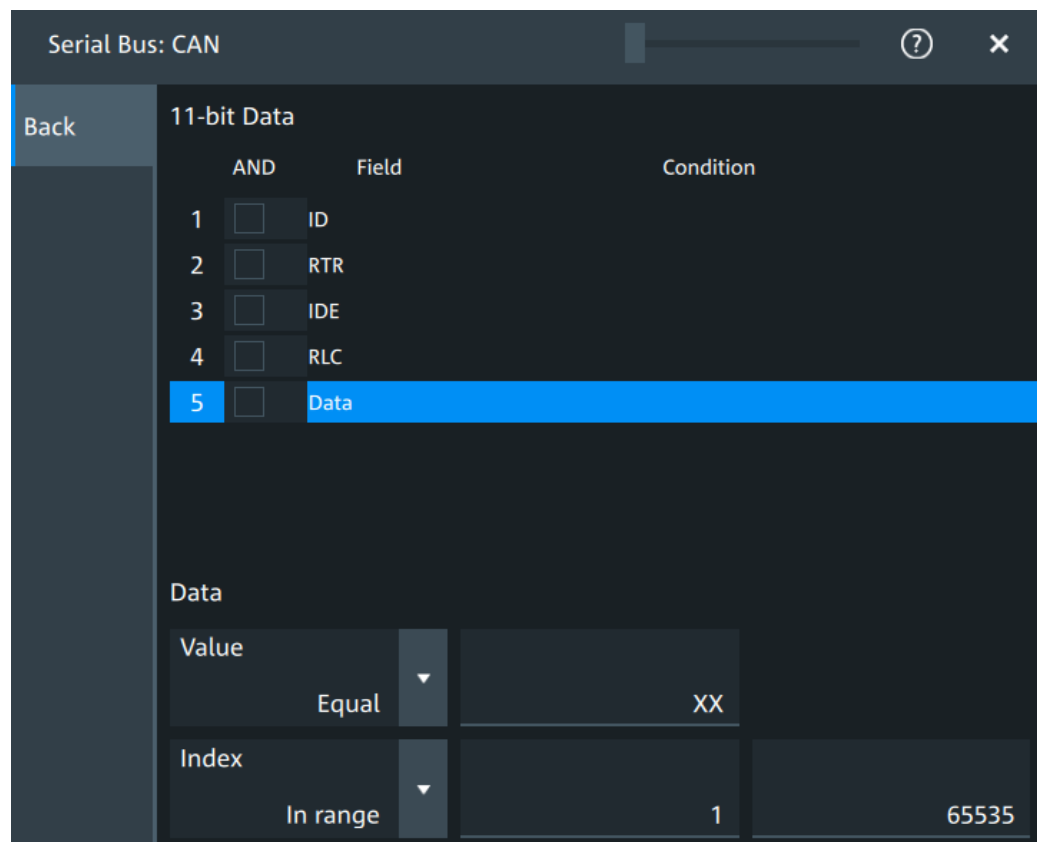 Serial Bus: CAN ? ×
Back
11-bit Data
AND Field Condition
1 ID
2 RTR
3 IDE
4 RLC
5 Data
Data
Value
Equal XX
Index
In range 1 65535